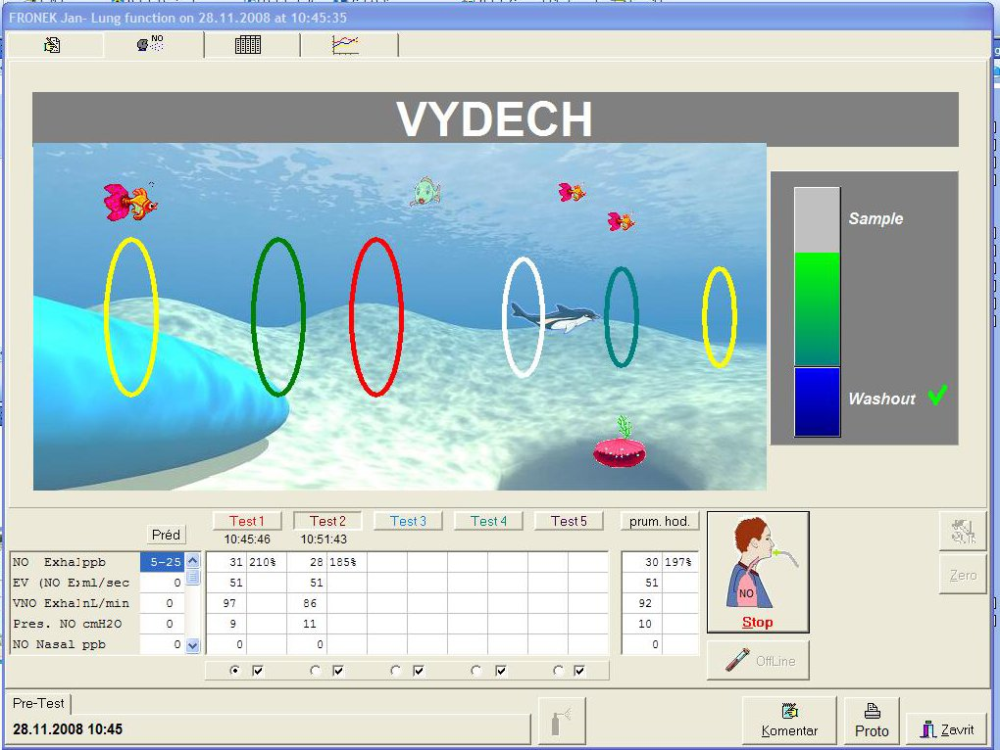 FRONEK Jan- Lung function on 28.11.2008 at 10:45:35
NO
VYDECH
Sample
Washout
Test 1 Test 2 Test 3 Test 4 Test 5 prum. hod.
Préd 10:45:46 10:51:43
NO Exhalppb 5-25 31 210% 28 185% 30 197%
EV (NO E:ml/sec 0 51 51 51
VNO ExhalnL/min 0 97 86 92
Pres. NO cmH2O 0 9 11 10
NO Nasal ppb 0 0 0 0
NO
Stop
Zero
OffLine
Pre-Test
28.11.2008 10:45
Komentar
Proto
Zavrit